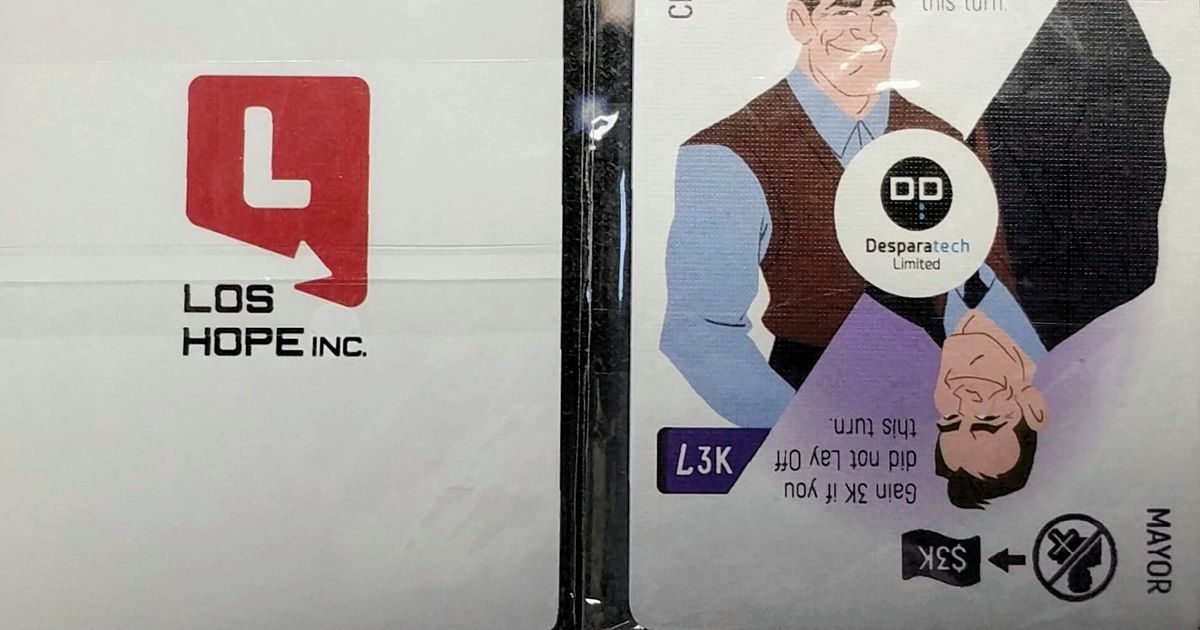 L
LOS
HOPE INC.
this turn.
DD
Desparatech
Limited
L3K
Gain 3K if you
did not Lay Off
this turn.
$3K
MAYOR